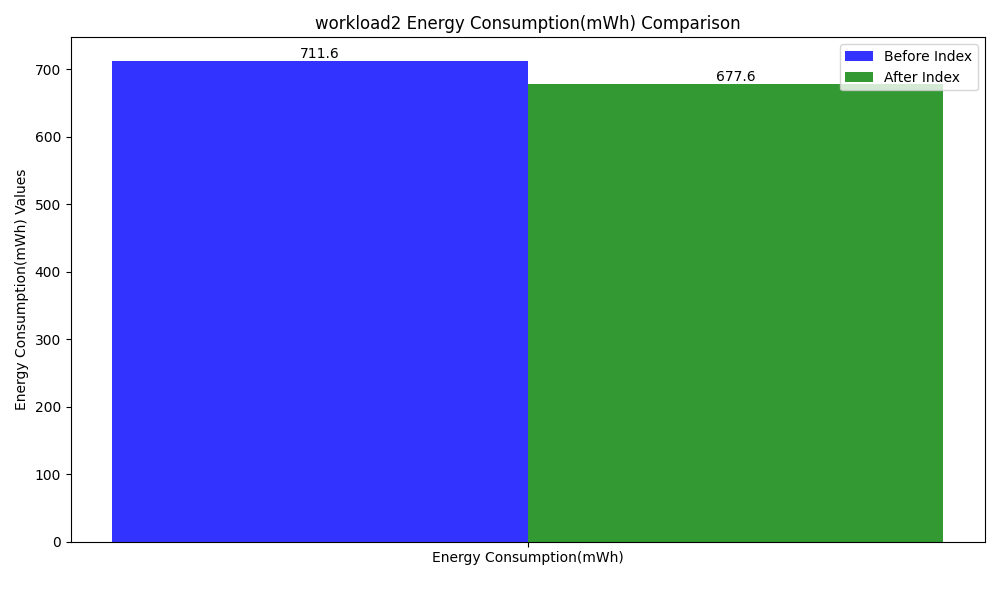 workload2 Energy Consumption(mWh) Comparison
711.6
677.6
Before Index
After Index
Energy Consumption(mWh) Values
700
600
500
400
300
200
100
0
Energy Consumption(mWh)